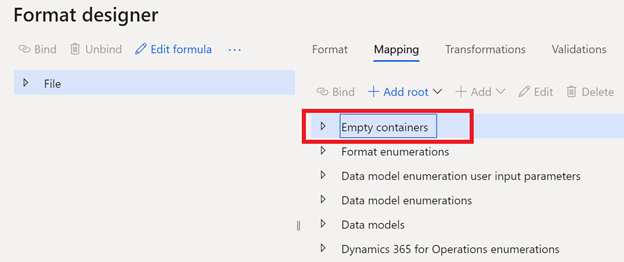 Format designer
Bind Unbind Edit formula ...
File
Format Mapping Transformations Validations
Bind Add root Add Edit Delete
Empty containers
Format enumerations
Data model enumeration user input parameters
Data model enumerations
Data models
Dynamics 365 for Operations enumerations